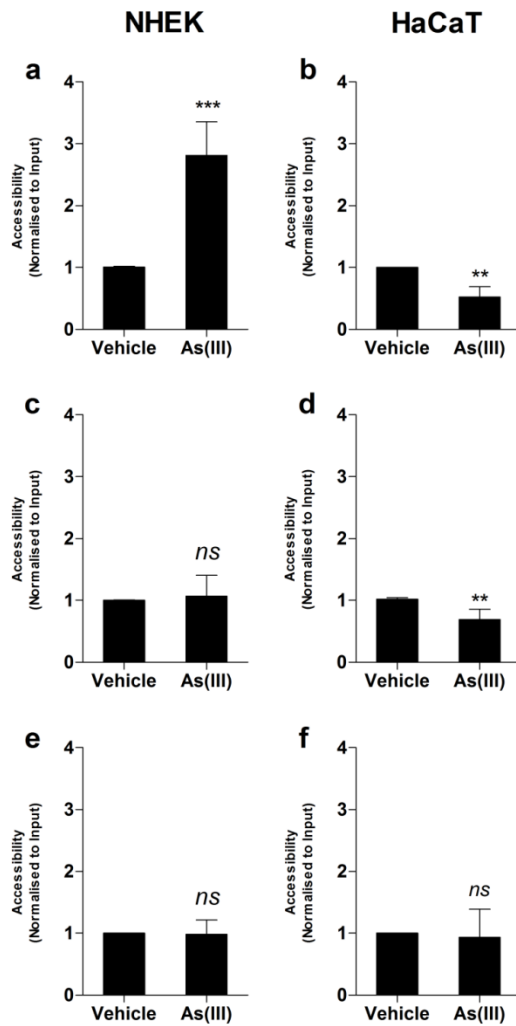 NHEK
HaCaT
a
Accessibility
(Normalised to Input)
4
3
2
1
0
***
Vehicle
As(III)
b
Accessibility
(Normalised to Input)
4
3
2
1
0
**
Vehicle
As(III)
c
Accessibility
(Normalised to Input)
4
3
2
1
0
ns
Vehicle
As(III)
d
Accessibility
(Normalised to Input)
4
3
2
1
0
**
Vehicle
As(III)
e
Accessibility
(Normalised to Input)
4
3
2
1
0
ns
Vehicle
As(III)
f
Accessibility
(Normalised to Input)
4
3
2
1
0
ns
Vehicle
As(III)